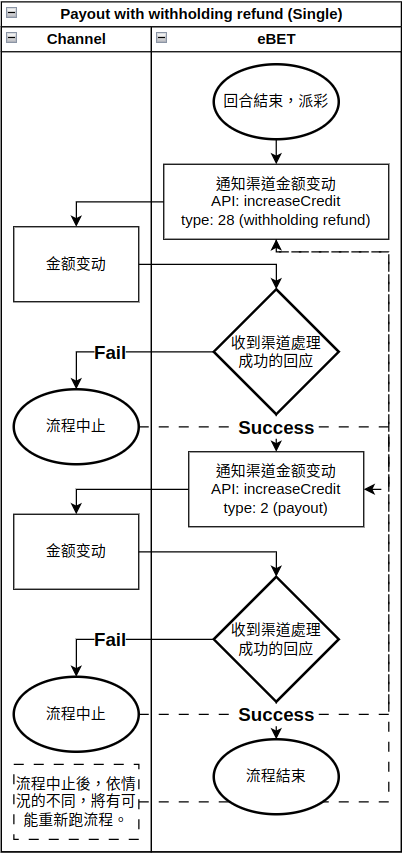 Payout with withholding refund (Single)
Channel
eBET
回合結束，派彩
通知渠道金额变动
API: increaseCredit
type: 28 (withholding refund)
金额变动
收到渠道處理
成功的回应
Fail
流程中止
Success
通知渠道金额变动
API: increaseCredit
type: 2 (payout)
金额变动
收到渠道處理
成功的回应
Fail
流程中止
Success
流程結束
流程中止後，依情
況的不同，將有可
能重新跑流程。